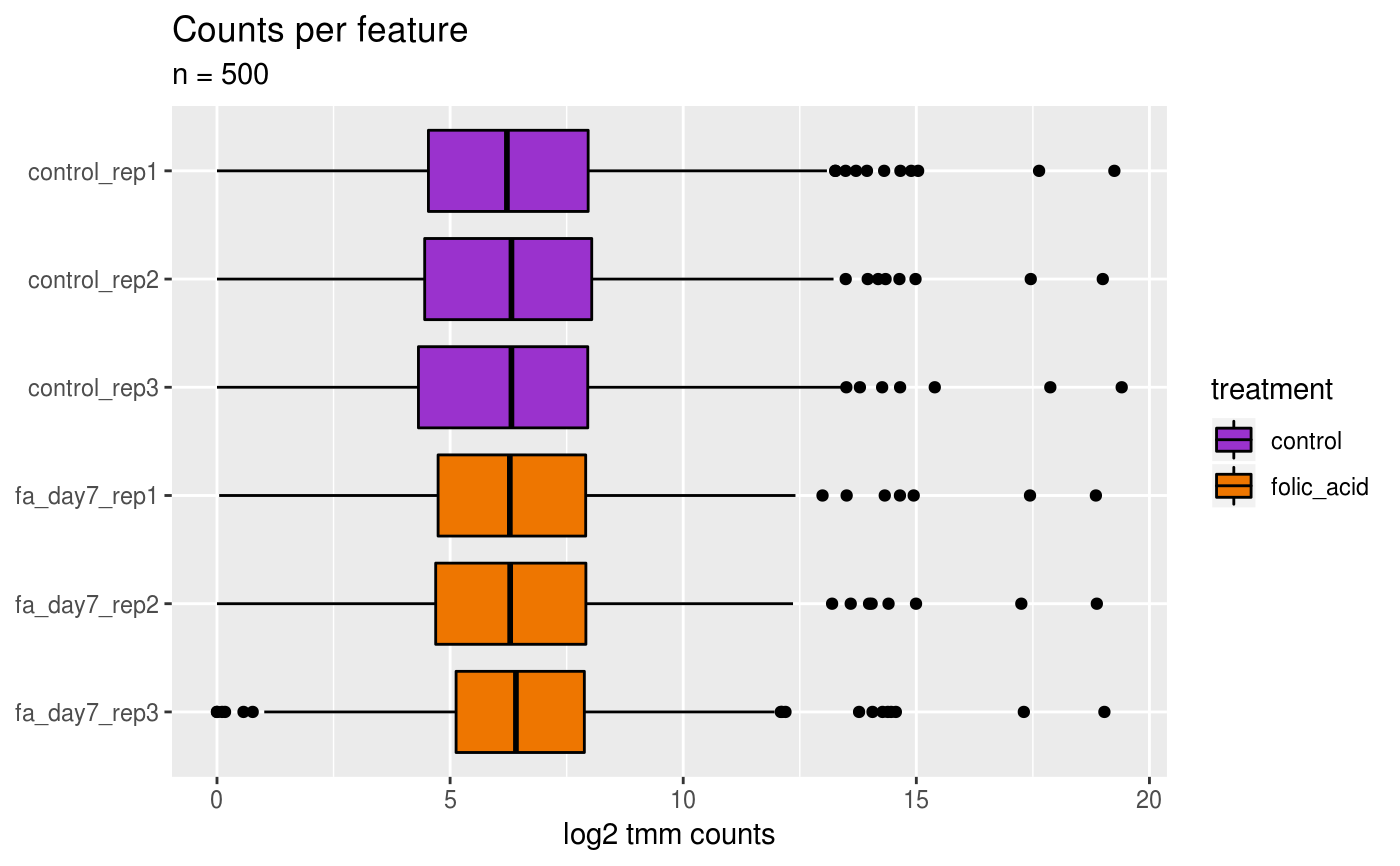 Counts per feature
n = 500
control_rep1
control_rep2
control_rep3
fa_day7_rep1
fa_day7_rep2
fa_day7_rep3
0 5 10 15 20
log2 tmm counts
treatment
control
folic_acid